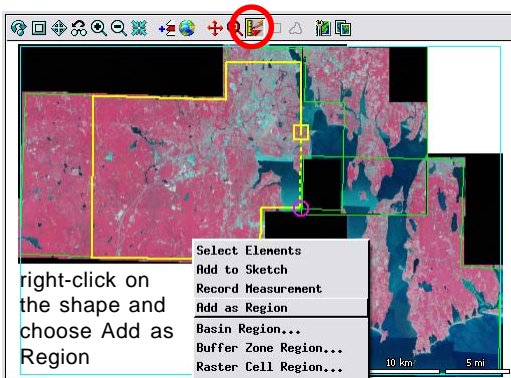 Select Elements
Add to Sketch
Record Measurement
Add as Region
Basin Region...
Buffer Zone Region...
Raster Cell Region...
right-click on
the shape and
choose Add as
Region
10 km
5 mi